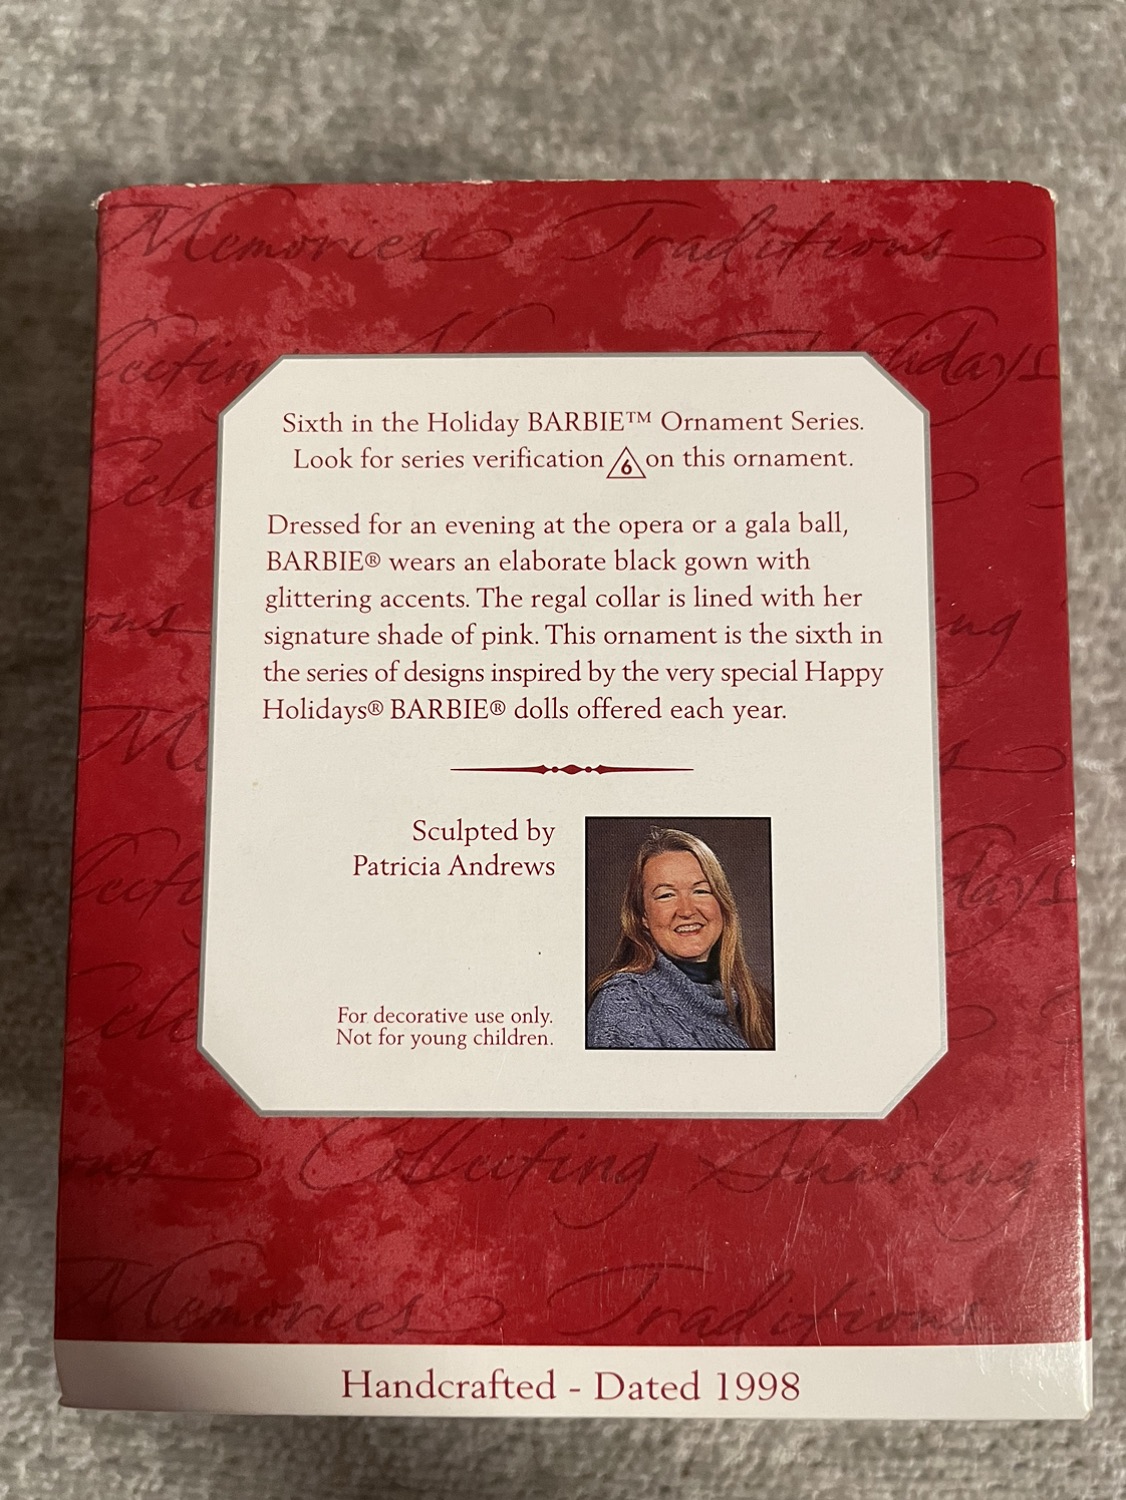 Memories Traditions
Holidays
Sixth in the Holiday BARBIE™ Ornament Series.
Look for series verification 6 on this ornament.
Dressed for an evening at the opera or a gala ball,
BARBIE® wears an elaborate black gown with
glittering accents. The regal collar is lined with her
signature shade of pink. This ornament is the sixth in
the series of designs inspired by the very special Happy
Holidays® BARBIE® dolls offered each year.
Sculpted by
Patricia Andrews
For decorative use only.
Not for young children.
Collecting Sharing
Memories Traditions
Handcrafted - Dated 1998